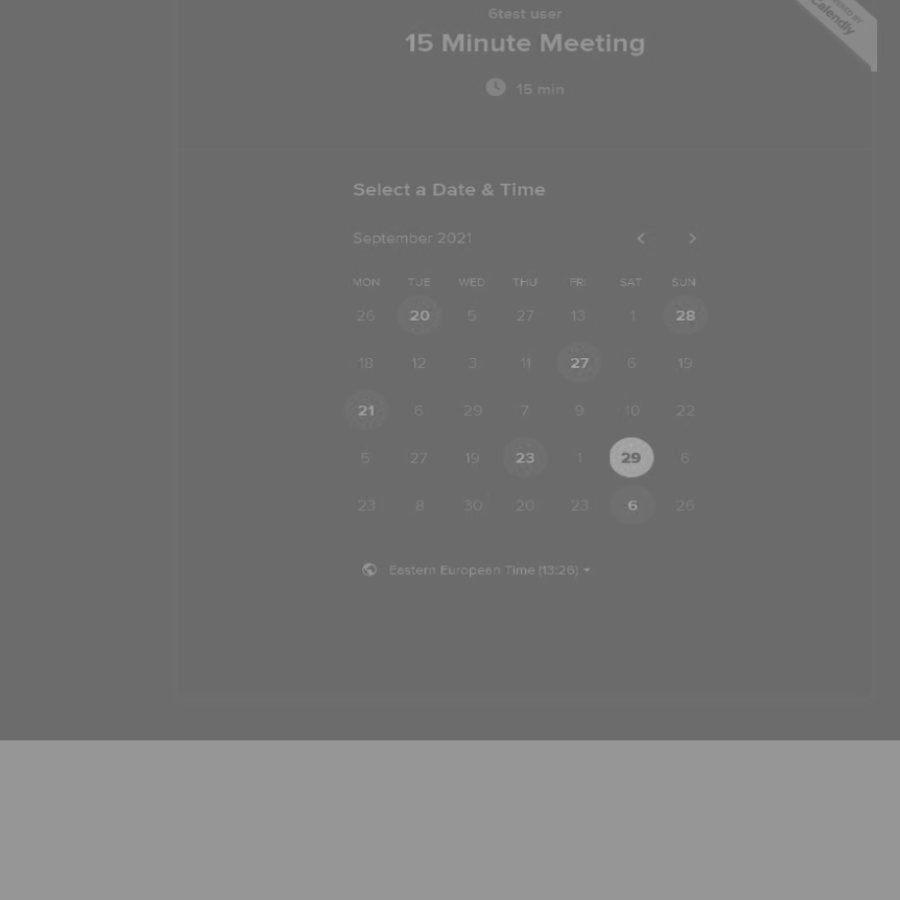 6test user
15 Minute Meeting
15 min
Calendly
Select a Date & Time
September 2021
MON TUE WED THU FRI SAT SUN
26 20 5 27 13 1 28
18 12 3 11 27 6 19
21 6 29 7 9 10 22
5 27 19 23 1 29 6
23 8 30 20 23 6 26
Eastern European Time (13:26)